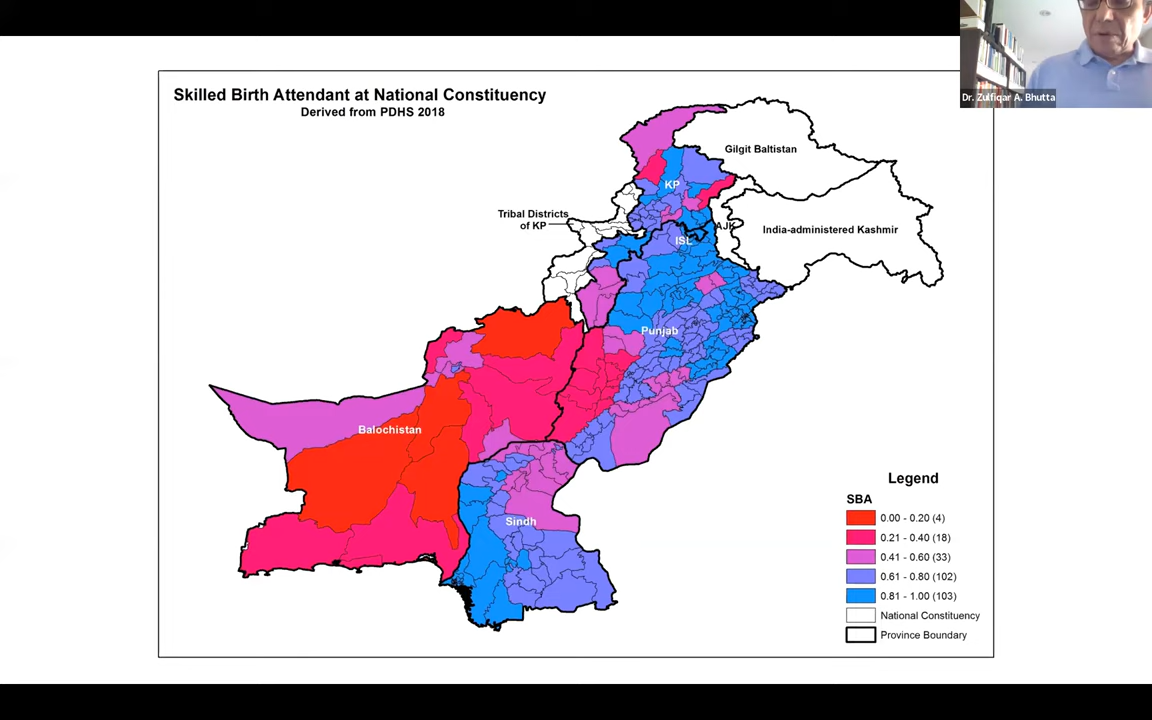 Dr. Zulfiqar A. Bhutta
Skilled Birth Attendant at National Constituency
Derived from PDHS 2018
Gilgit Baltistan
KP
Tribal Districts
of KP
AJK
India-administered Kashmir
ISL
Punjab
Balochistan
Sindh
Legend
SBA
0.00 - 0.20 (4)
0.21 - 0.40 (18)
0.41 - 0.60 (33)
0.61 - 0.80 (102)
0.81 - 1.00 (103)
National Constituency
Province Boundary